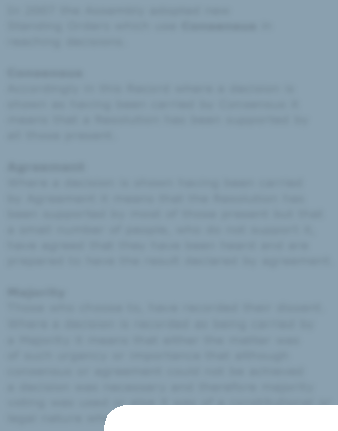 In 2007 the Assembly adopted new
Standing Orders which use Consensus in
reaching decisions.
Consensus
Accordingly in this Record where a decision is
shown as having been carried by Consensus it
means that a Resolution has been supported by
all those present.
Agreement
Where a decision is shown having been carried
by Agreement it means that the Resolution has
been supported by most of those present but that
a small number of people, who do not support it,
have agreed that they have been heard and are
prepared to have the result declared by agreement.
Majority
Those who choose to, have recorded their dissent.
Where a decision is recorded as being carried by
a Majority it means that either the matter was
of such urgency or importance that although
consensus or agreement could not be achieved
a decision was necessary and therefore majority
voting was used or
legal nature